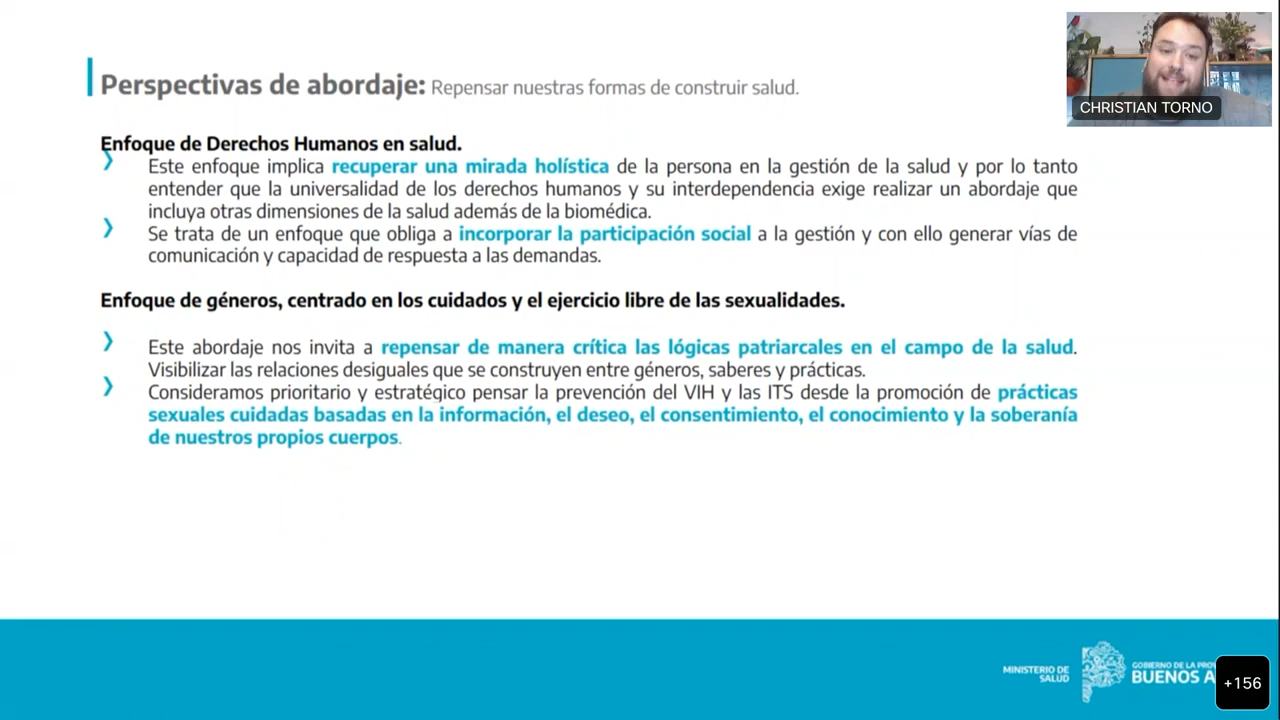 Perspectivas de abordaje: Repensar nuestras formas de construir salud.
CHRISTIAN TORNO
Enfoque de Derechos Humanos en salud.
Este enfoque implica recuperar una mirada holística de la persona en la gestión de la salud y por lo tanto
entender que la universalidad de los derechos humanos y su interdependencia exige realizar un abordaje que
incluya otras dimensiones de la salud además de la biomédica.
Se trata de un enfoque que obliga a incorporar la participación social a la gestión y con ello generar vías de
comunicación y capacidad de respuesta a las demandas.
Enfoque de géneros, centrado en los cuidados y el ejercicio libre de las sexualidades.
Este abordaje nos invita a repensar de manera crítica las lógicas patriarcales en el campo de la salud.
Visibilizar las relaciones desiguales que se construyen entre géneros, saberes y prácticas.
Consideramos prioritario y estratégico pensar la prevención del VIH y las ITS desde la promoción de prácticas
sexuales cuidadas basadas en la información, el deseo, el consentimiento, el conocimiento y la soberanía
de nuestros propios cuerpos.
MINISTERIO DE
SALUD
GOBIERNO DE LA
BUENOS
+156